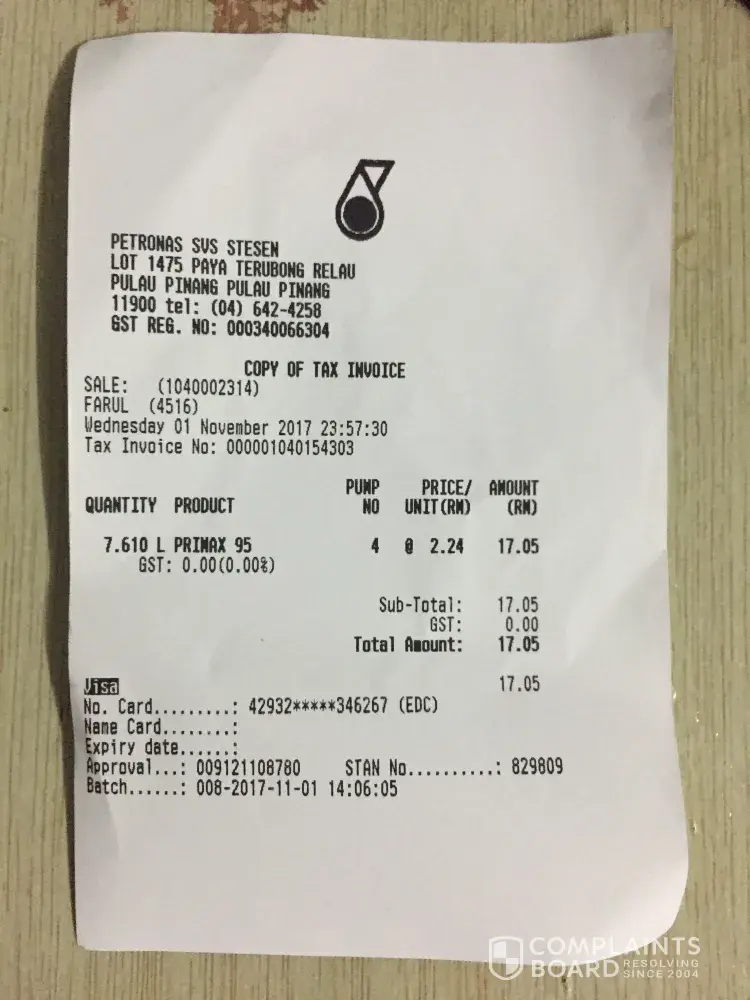 PETRONAS SVS STESEN
LOT 1475 PAYA TERUBONG RELAU
PULAU PINANG PULAU PINANG
11900 tel: (04) 642-4258
GST REG. NO: 000340066304
COPY OF TAX INVOICE
SALE: (1040002314)
FARUL (4516)
Wednesday 01 November 2017 23:57:30
Tax Invoice No: 000001040154303
PUMP PRICE/ AMOUNT
QUANTITY PRODUCT NO UNIT(RM) (RM)
7.610 L PRIMAX 95 4 @ 2.24 17.05
GST: 0.00(0.00%)
Sub-Total: 17.05
GST: 0.00
Total Amount: 17.05
Visa 17.05
No. Card.........: 42932*****346267 (EDC)
Name Card........:
Expiry date......:
Approval...: 009121108780 STAN No..........: 829809
Batch......: 008-2017-11-01 14:06:05
COMPLAINTS
BOARD RESOLVING
SINCE 2004